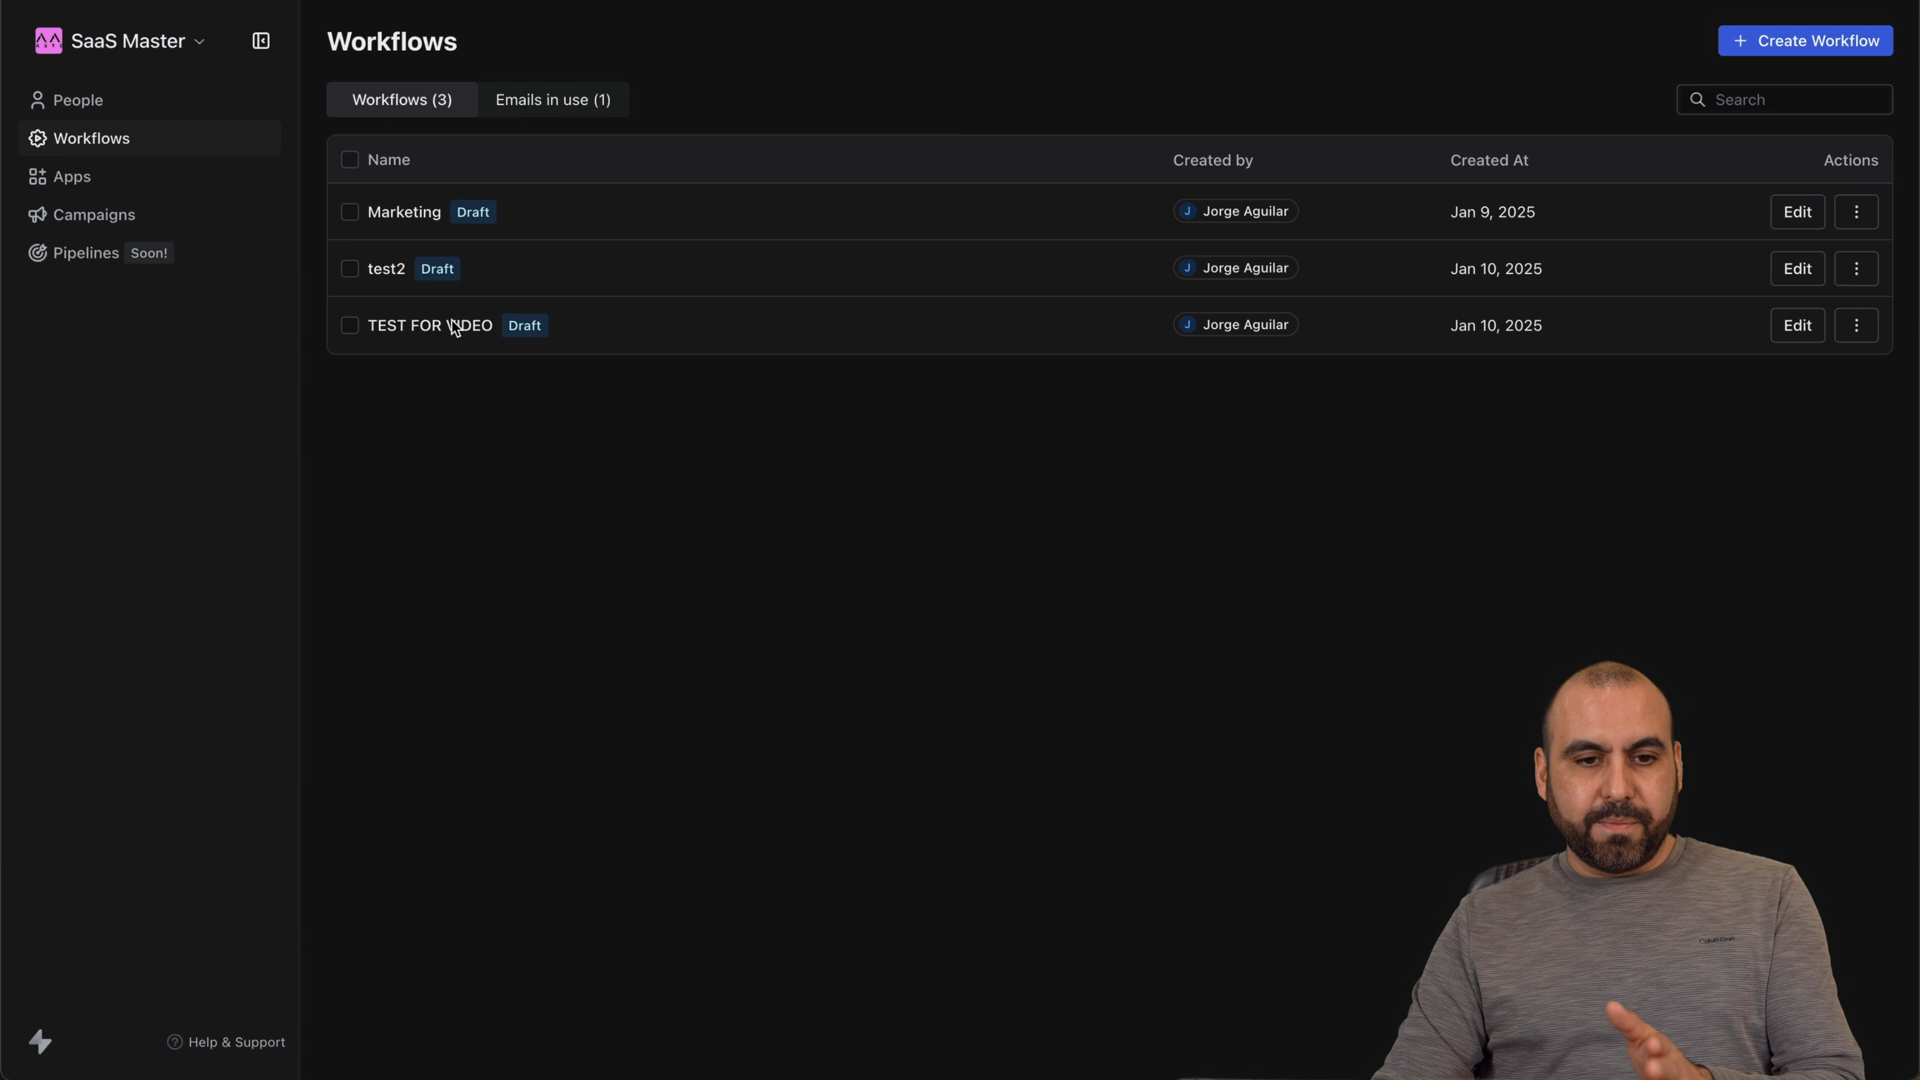 SaaS Master
People
Workflows
Apps
Campaigns
Pipelines Soon!
Help & Support
Workflows
+ Create Workflow
Workflows (3) Emails in use (1)
Search
Name Created by Created At Actions
Marketing Draft J Jorge Aguilar Jan 9, 2025 Edit
test2 Draft J Jorge Aguilar Jan 10, 2025 Edit
TEST FOR VIDEO Draft J Jorge Aguilar Jan 10, 2025 Edit